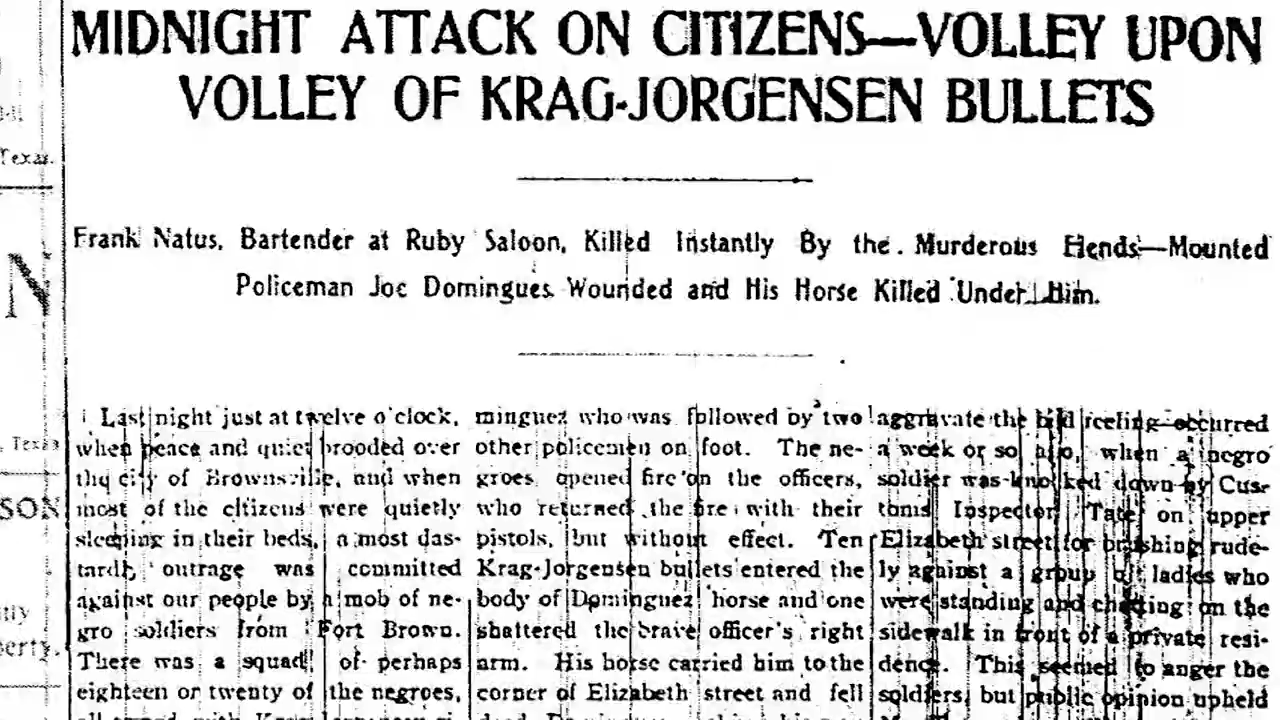 MIDNIGHT ATTACK ON CITIZENS—VOLLEY UPON
VOLLEY OF KRAG-JORGENSEN BULLETS
Frank Natus, Bartender at Ruby Saloon, Killed Instantly By the Murderous Fiends—Mounted
Policeman Joe Domingues Wounded and His Horse Killed Under Him.
Last night just at twelve o'clock,
when peace and quiet brooded over
the city of Brownsville, and when
most of the citizens were quietly
sleeping in their beds, a most das-
tardly outrage was committed
against our people by a mob of ne-
gro soldiers from Fort Brown.
There was a squad of perhaps
eighteen or twenty of the negroes,
minguez who was followed by two
other policemen on foot. The ne-
groes opened fire on the officers,
who returned the fire with their
pistols, but without effect. Ten
Krag-Jorgensen bullets entered the
body of Dominguez horse and one
shattered the brave officer's right
arm. His horse carried him to the
corner of Elizabeth street and fell
aggravate the bad feeling occurred
a week or so ago, when a negro
soldier was knocked down by Cus-
toms Inspector Tate on upper
Elizabeth street for brushing rude-
ly against a group of ladies who
were standing and chatting on the
sidewalk in front of a private resi-
dence. This seemed to anger the
soldiers, but public opinion upheld
Texas.
N
, Texas
SON
erty.